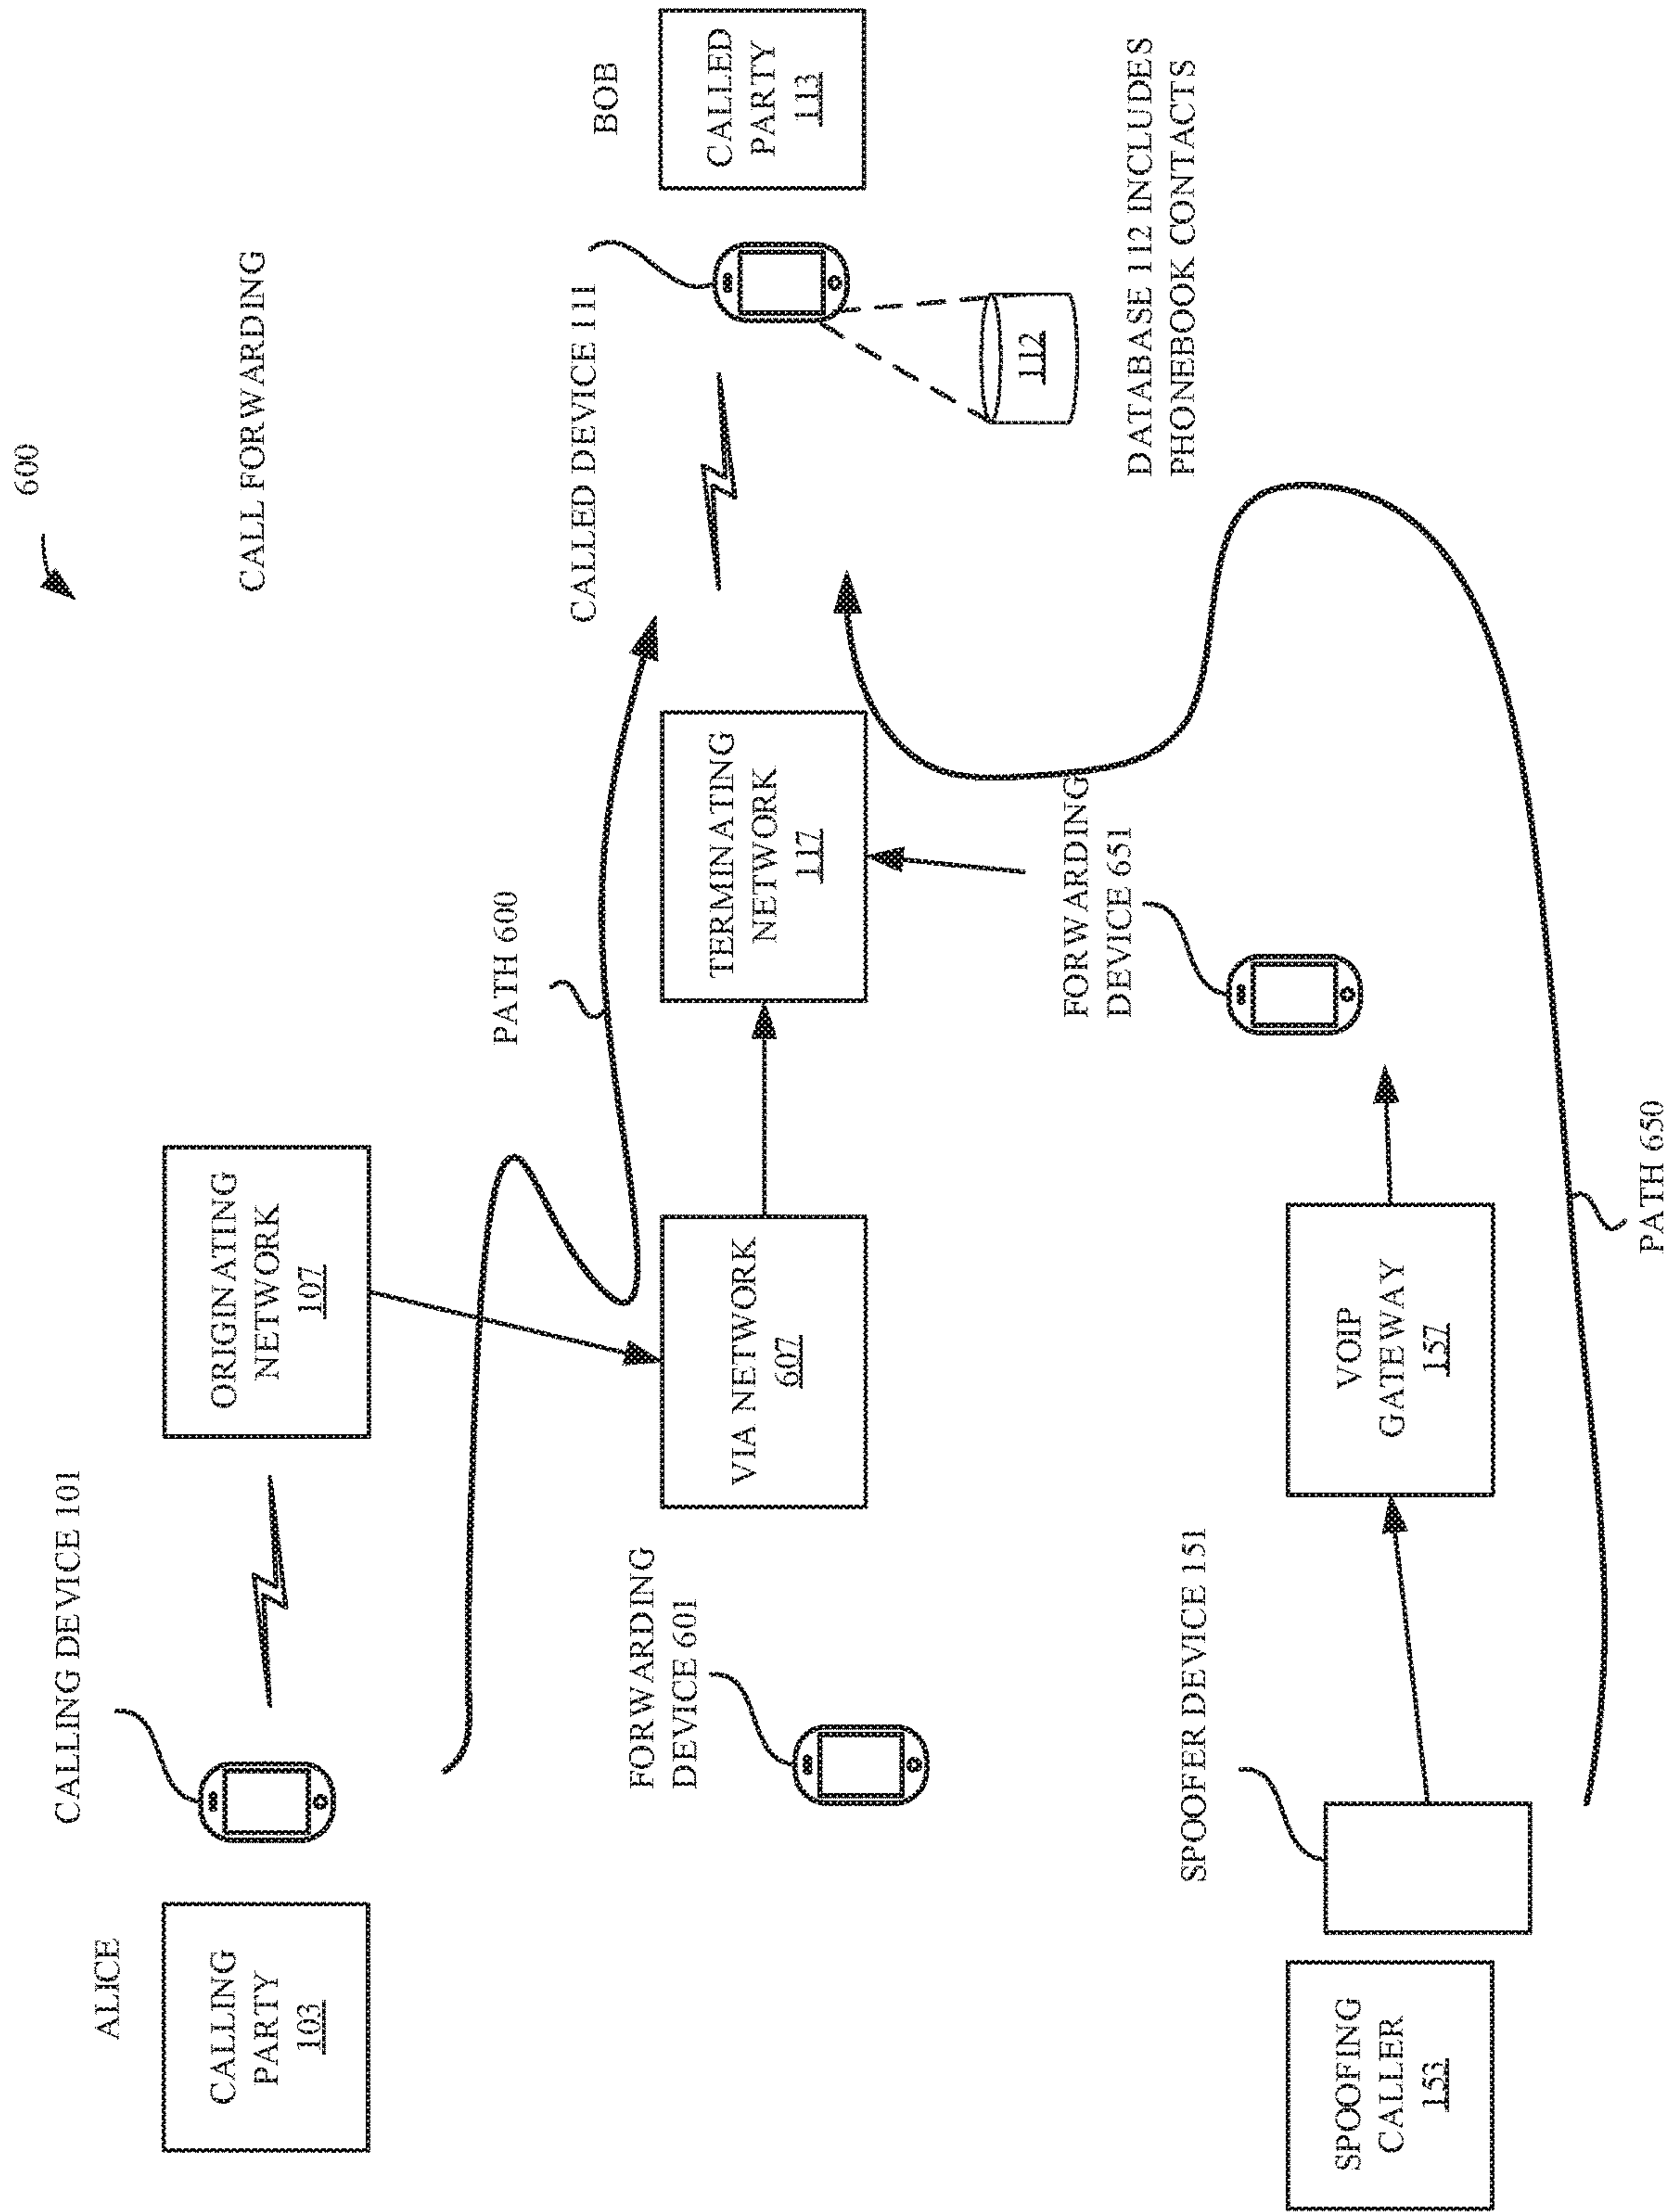 600
CALL FORWARDING
ALICE
CALLING DEVICE 101
CALLING
PARTY
103
ORIGINATING
NETWORK
107
PATH 600
CALLED DEVICE 111
BOB
CALLED
PARTY
113
FORWARDING
DEVICE 601
VIA NETWORK
607
TERMINATING
NETWORK
117
112
DATABASE 112 INCLUDES
PHONEBOOK CONTACTS
FORWARDING
DEVICE 651
SPOOFER DEVICE 151
SPOOFING
CALLER
153
VOIP
GATEWAY
157
PATH 650